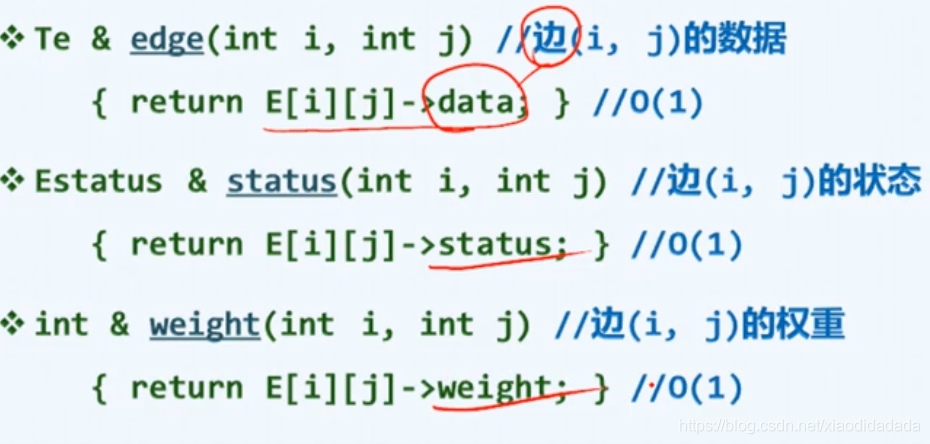 ❖ Te & edge(int i, int j) //边(i, j)的数据
{ return E[i][j]->data; } //O(1)
❖ Estatus & status(int i, int j) //边(i, j)的状态
{ return E[i][j]->status; } //O(1)
❖ int & weight(int i, int j) //边(i, j)的权重
{ return E[i][j]->weight; } //O(1)
https://blog.csdn.net/xiaodidadada